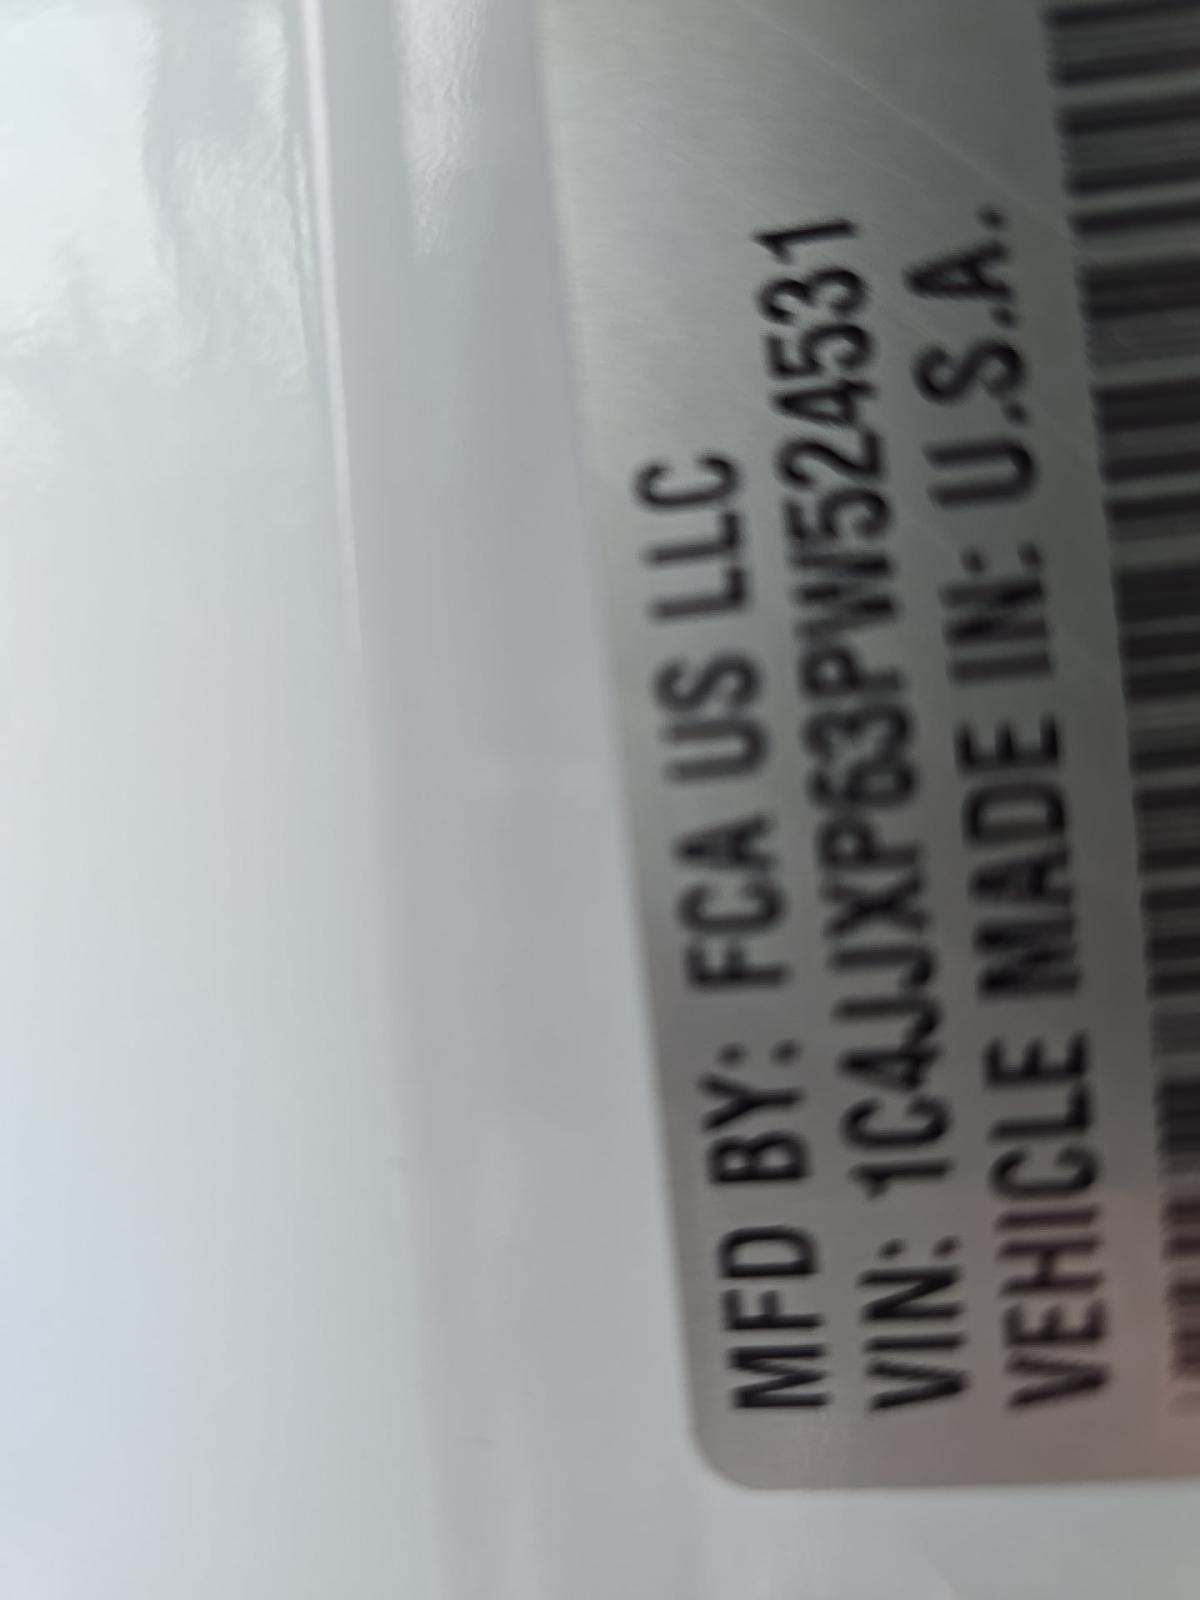 MFD BY: FCA US LLC
VIN: 1C4JJXP63PW524531
VEHICLE MADE IN: U.S.A.